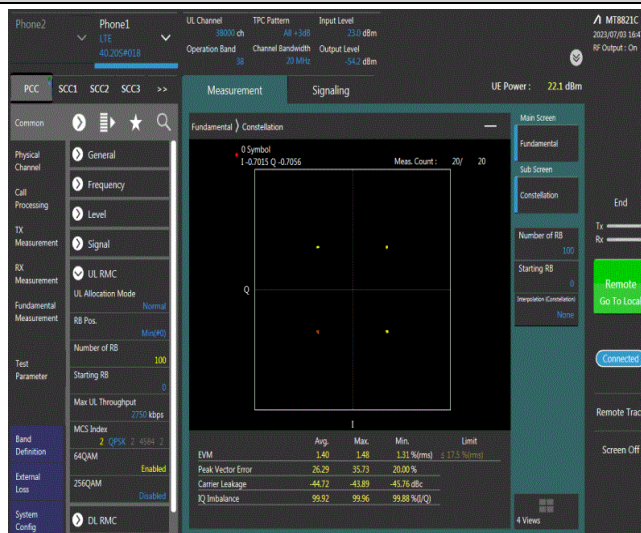 Phone2
Phone1
LTE
40.20S#018
UL Channel
38000 ch
TPC Pattern
All +3dB
Input Level
23.0 dBm
Operation Band
38
Channel Bandwidth
20 MHz
Output Level
-54.2 dBm
MT8821C
2023/07/03 16:4
RF Output : On
PCC
SCC1
SCC2
SCC3
>>
Measurement
Signaling
UE Power : 22.1 dBm
Common
Physical
Channel
Call
Processing
TX
Measurement
RX
Measurement
Fundamental
Measurement
Test
Parameter
Band
Definition
External
Loss
System
Config
General
Frequency
Level
Signal
UL RMC
UL Allocation Mode
Normal
RB Pos.
Min(#0)
Number of RB
100
Starting RB
0
Max UL Throughput
2750 kbps
MCS Index
2 QPSK 2 4584 2
64QAM
Enabled
256QAM
Disabled
DL RMC
Fundamental 〉 Constellation
0 Symbol
I -0.7015 Q -0.7056
Meas. Count : 20/ 20
Q
I
Avg. Max. Min. Limit
EVM 1.40 1.48 1.31 %(rms) ≤ 17.5 %(rms)
Peak Vector Error 26.29 35.73 20.00 %
Carrier Leakage -44.72 -43.89 -45.76 dBc
IQ Imbalance 99.92 99.96 99.88 %(I/Q)
Main Screen
Fundamental
Sub Screen
Constellation
Number of RB
100
Starting RB
0
Interpolation (Constellation)
None
4 Views
End
Tx
Rx
Remote
Go To Local
Connected
Remote Trac
Screen Off